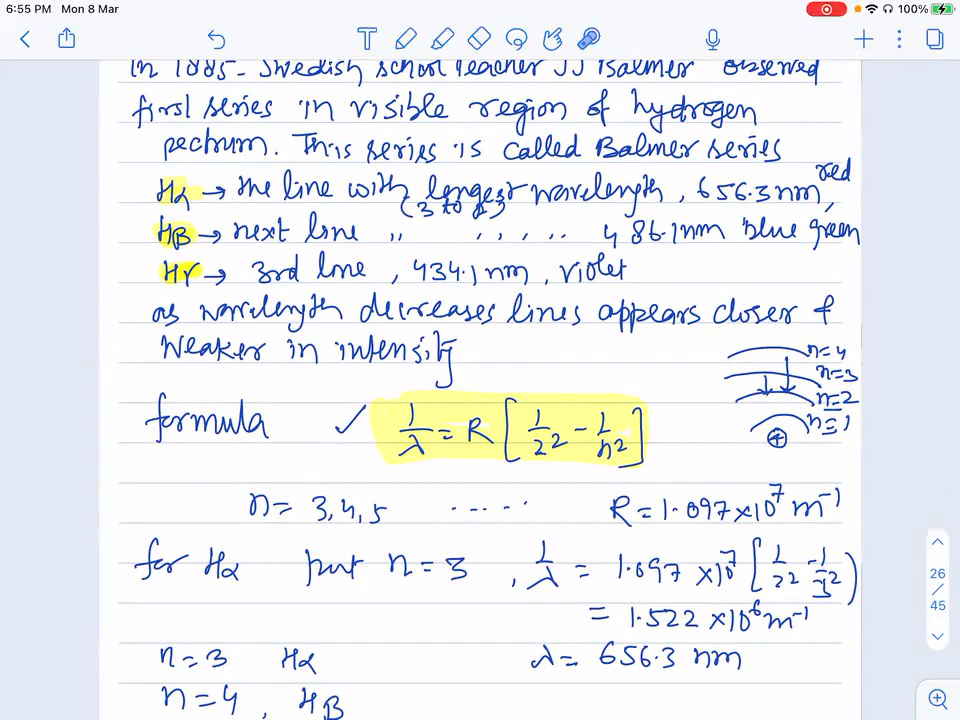 6:55 PM Mon 8 Mar
100%
In 1885- Swedish school Teacher JJ Balmer observed
first series in visible region of hydrogen
pectrum. This series is called Balmer series
Hα → the line with longest wavelength, 656.3 nm, red
(3 to 2)
Hβ → next line ,, ,, ,, 486.1nm blue green
Hγ → 3rd line, 434.1 nm, violet
as wavelength decreases lines appears closer &
weaker in intensity
n=4
n=3
n=2
n=1
+
formula ✓ 1/λ = R [1/2² - 1/n²]
n = 3, 4, 5 ...... R = 1.097×10⁷ m⁻¹
for Hα put n = 3, 1/λ = 1.097 ×10⁷ [1/2² - 1/3²)
= 1.522 ×10⁶ m⁻¹
n=3 Hα λ = 656.3 nm
n=4, Hβ
26
/
45